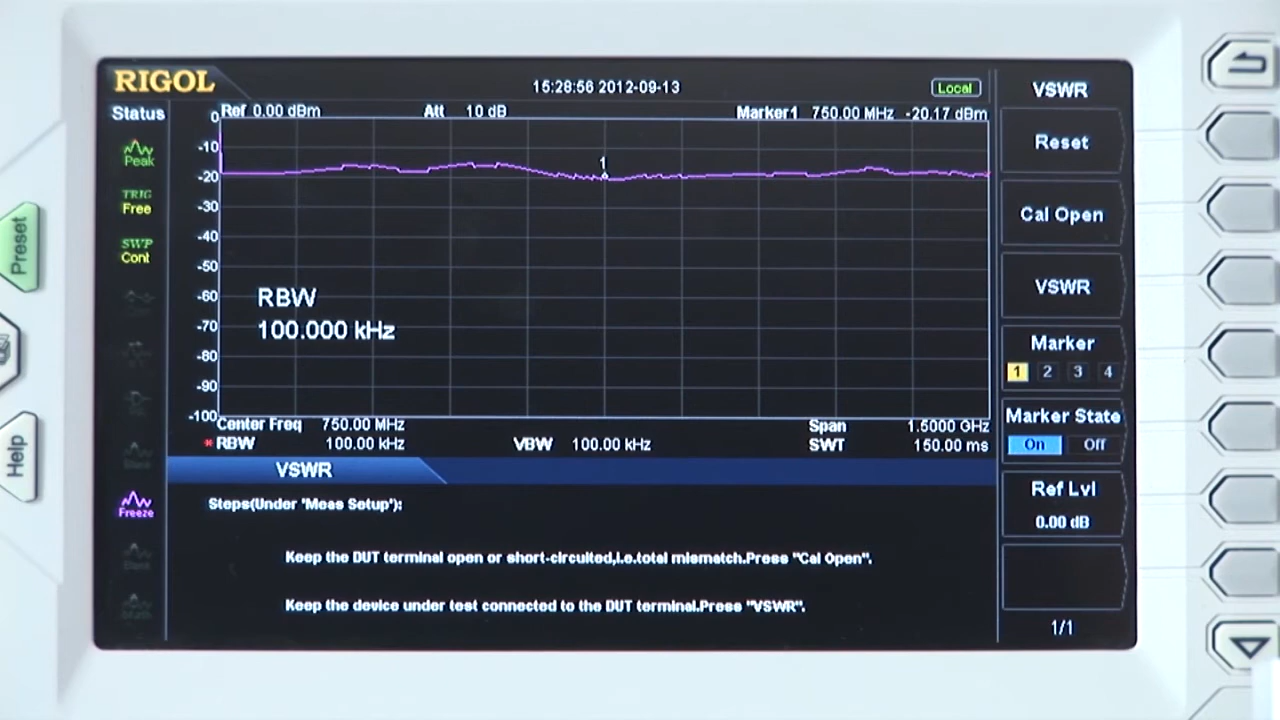 RIGOL
15:28:56 2012-09-13
Local
VSWR
Status
Ref 0.00 dBm
Att 10 dB
Marker1 750.00 MHz -20.17 dBm
Peak
TRIG
Free
SWP
Cont
Freeze
0
-10
-20
-30
-40
-50
-60
-70
-80
-90
-100
1
RBW
100.000 kHz
Center Freq 750.00 MHz
Span 1.5000 GHz
*RBW 100.00 kHz
VBW 100.00 kHz
SWT 150.00 ms
VSWR
Steps(Under 'Meas Setup'):
Keep the DUT terminal open or short-circuited,i.e.total mismatch.Press "Cal Open".
Keep the device under test connected to the DUT terminal.Press "VSWR".
Reset
Cal Open
VSWR
Marker
1 2 3 4
Marker State
On Off
Ref Lvl
0.00 dB
1/1
Preset
Help